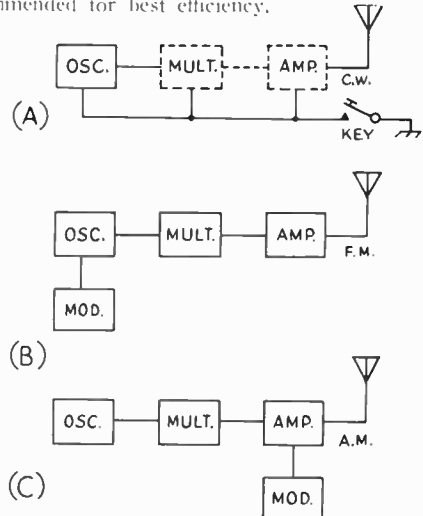 mmended for best efficiency.
OSC. MULT. AMP. C.W.
(A) KEY
OSC. MULT. AMP. F.M.
MOD.
(B)
OSC. MULT. AMP. A.M.
(C) MOD.